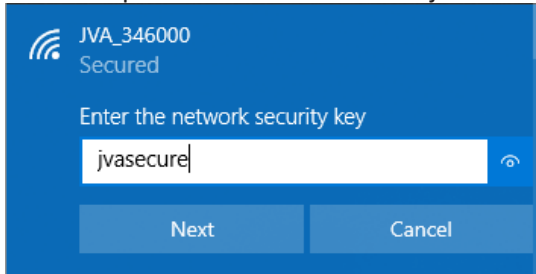 JVA_346000
Secured
Enter the network security key
jvasecure
Next Cancel